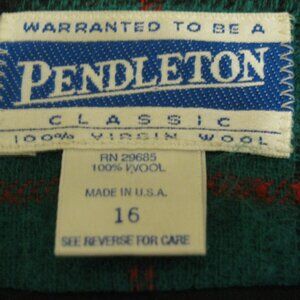 WARRANTED TO BE A
PENDLETON
CLASSIC
100% VIRGIN WOOL
RN 29685
100% WOOL
MADE IN U.S.A.
16
SEE REVERSE FOR CARE